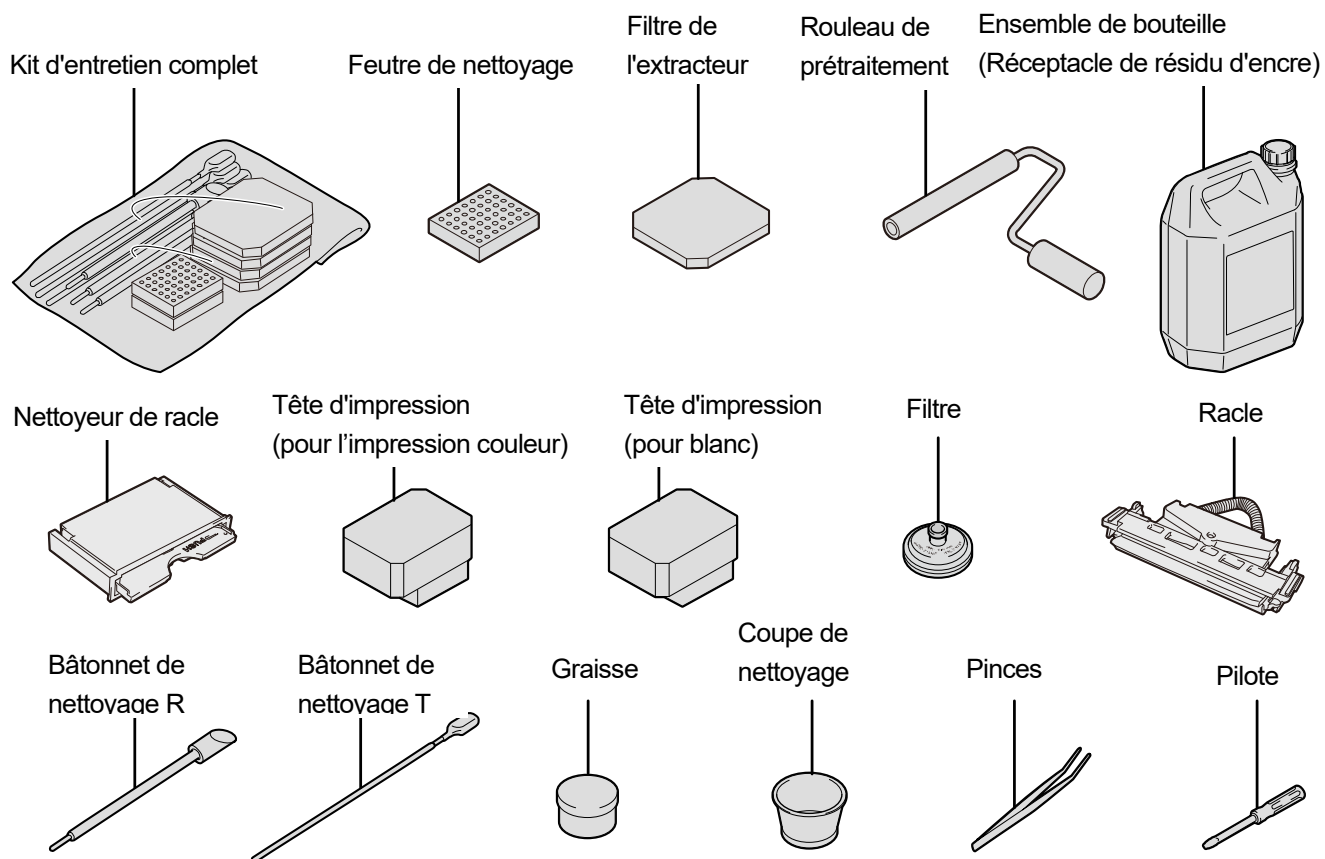 Kit d'entretien complet
Feutre de nettoyage
Filtre de
l'extracteur
Rouleau de
prétraitement
Ensemble de bouteille
(Réceptacle de résidu d'encre)
Nettoyeur de racle
Tête d'impression
(pour l’impression couleur)
Tête d'impression
(pour blanc)
Filtre
Racle
Bâtonnet de
nettoyage R
Bâtonnet de
nettoyage T
Graisse
Coupe de
nettoyage
Pinces
Pilote